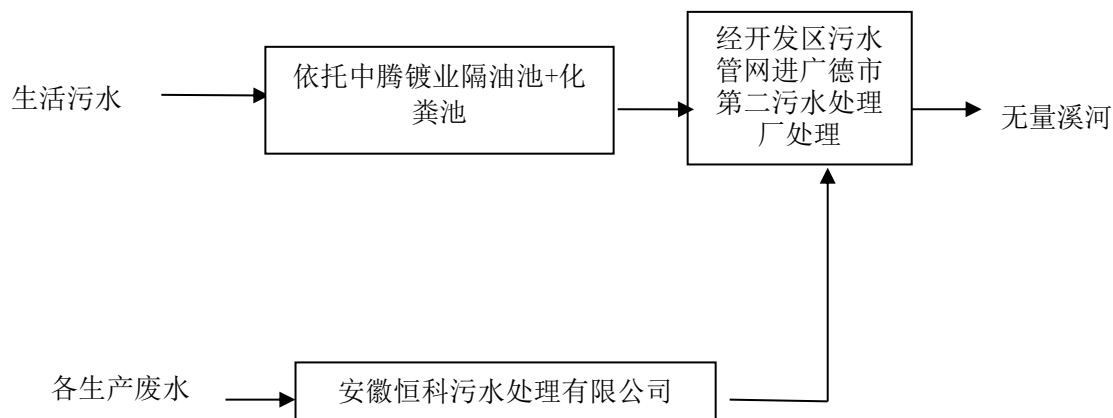 生活污水
依托中腾镀业隔油池+化
粪池
经开发区污水
管网进广德市
第二污水处理
厂处理
无量溪河
各生产废水
安徽恒科污水处理有限公司